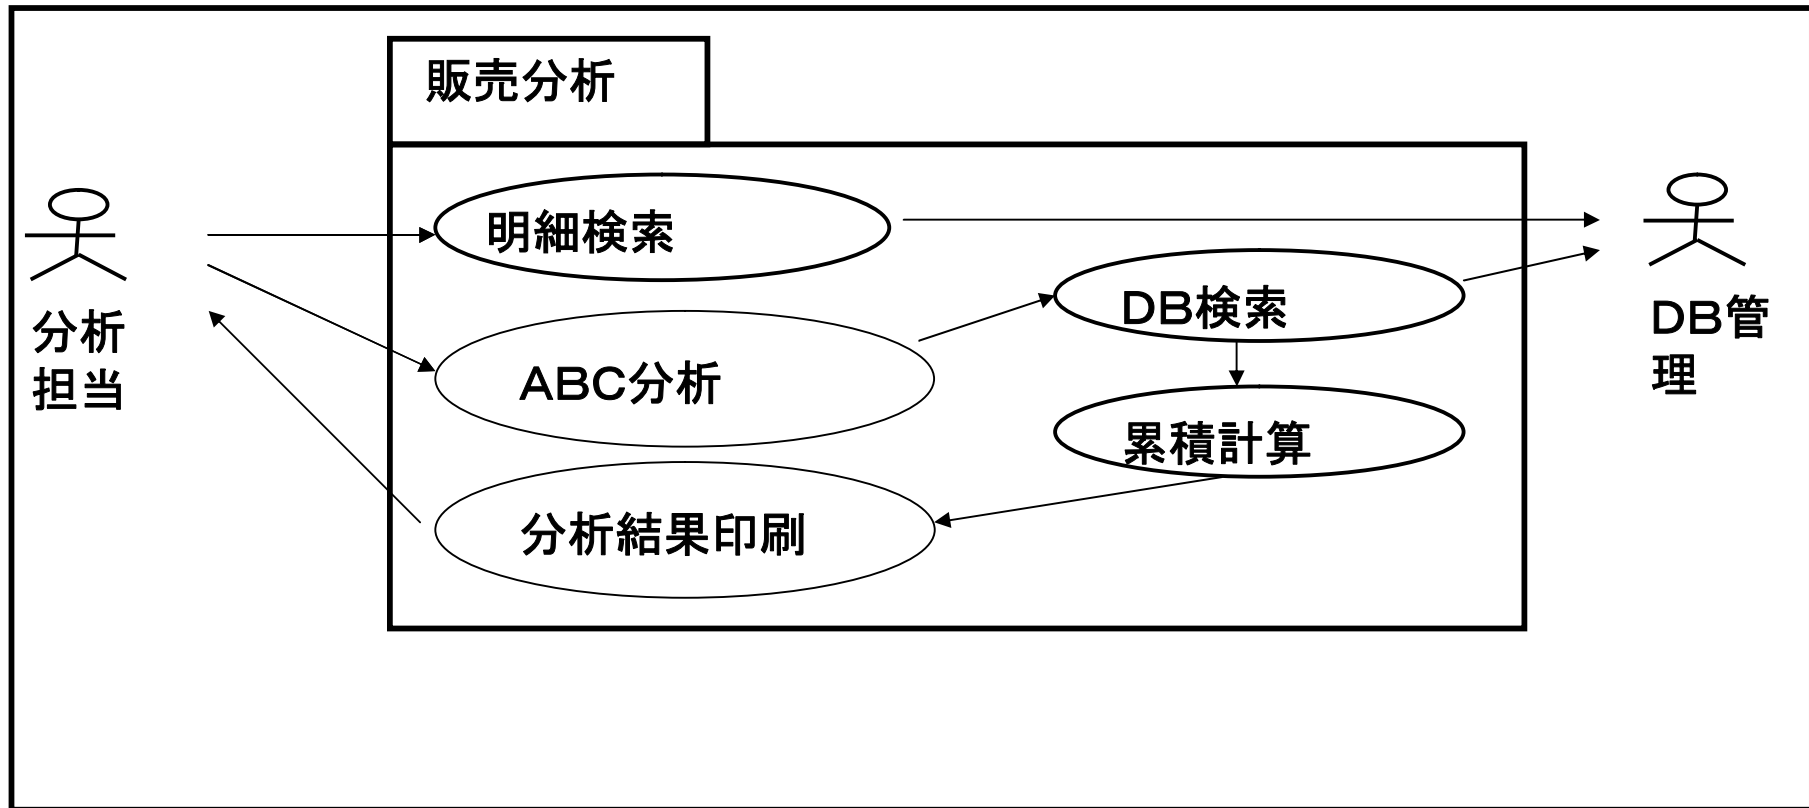 販売分析
明細検索
DB検索
ABC分析
累積計算
分析結果印刷
分析
担当
DB管
理